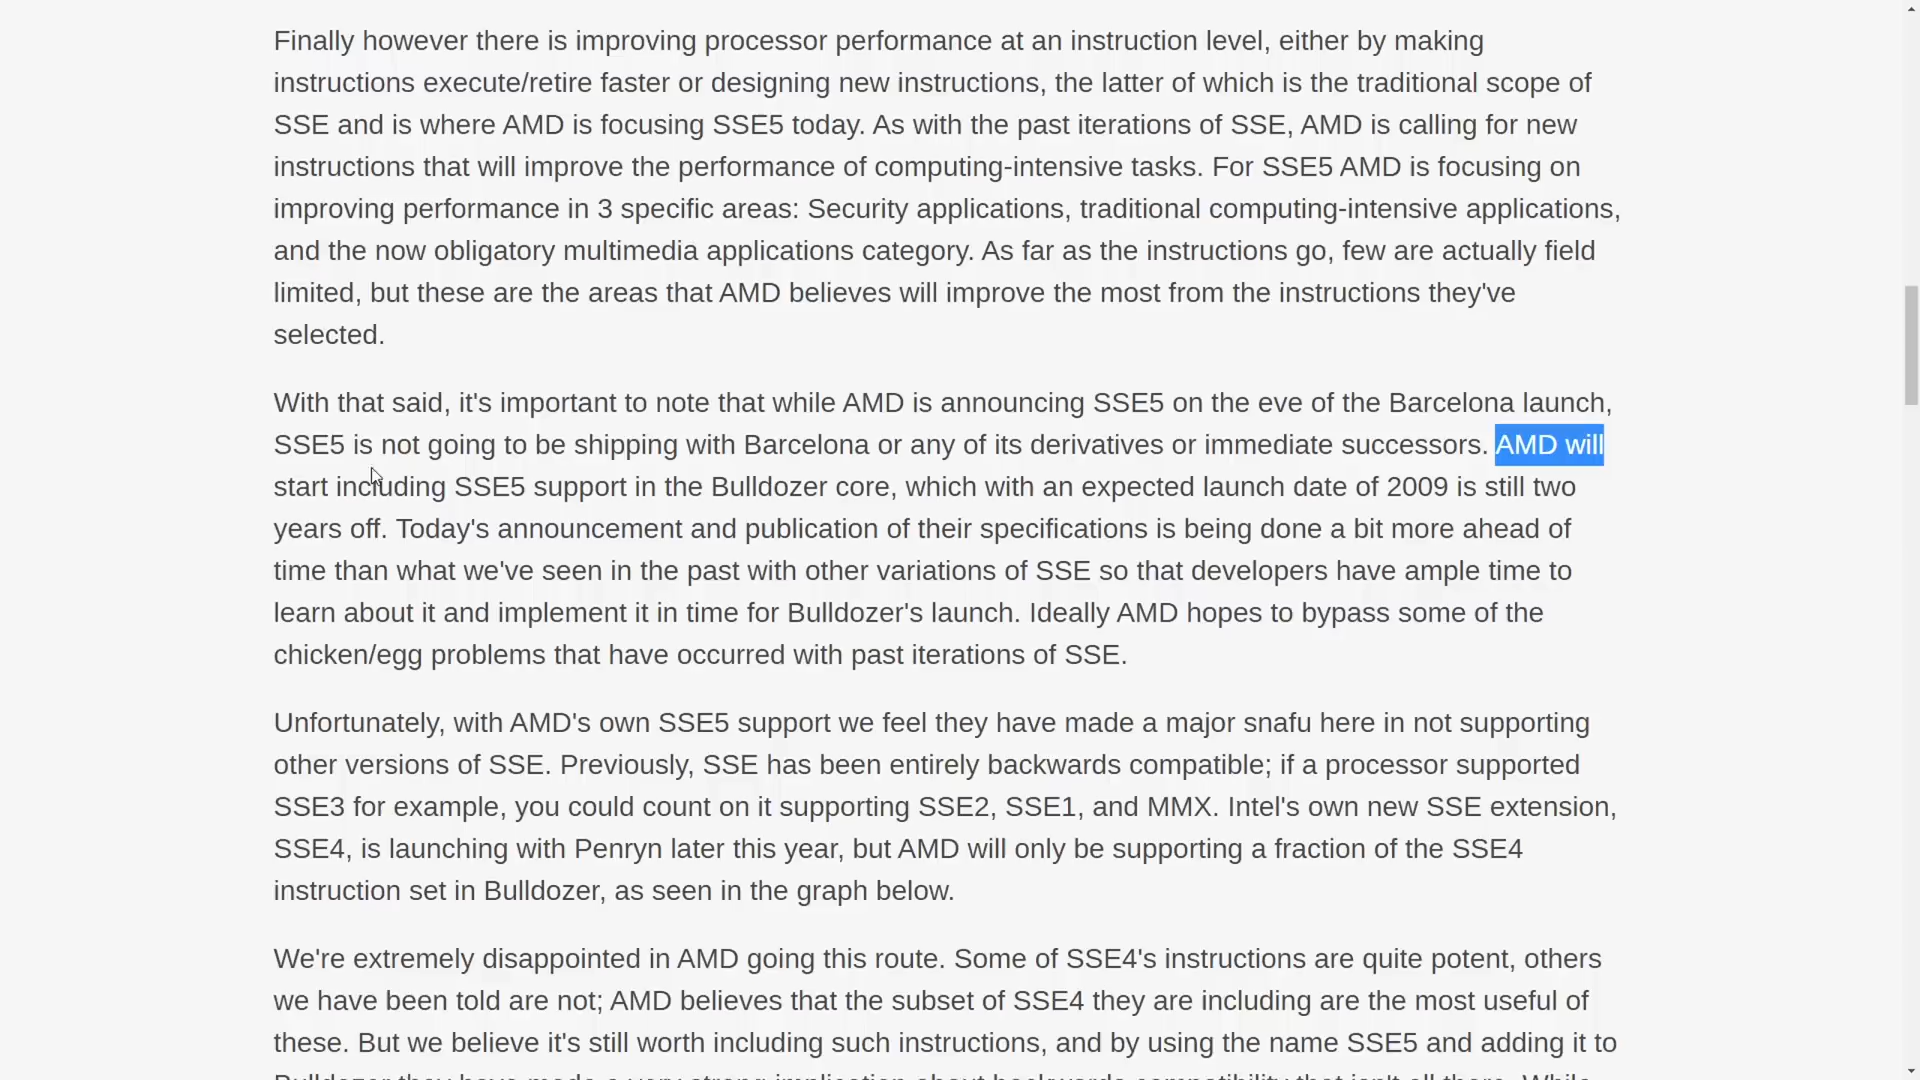 Finally however there is improving processor performance at an instruction level, either by making
instructions execute/retire faster or designing new instructions, the latter of which is the traditional scope of
SSE and is where AMD is focusing SSE5 today. As with the past iterations of SSE, AMD is calling for new
instructions that will improve the performance of computing-intensive tasks. For SSE5 AMD is focusing on
improving performance in 3 specific areas: Security applications, traditional computing-intensive applications,
and the now obligatory multimedia applications category. As far as the instructions go, few are actually field
limited, but these are the areas that AMD believes will improve the most from the instructions they've
selected.
With that said, it's important to note that while AMD is announcing SSE5 on the eve of the Barcelona launch,
SSE5 is not going to be shipping with Barcelona or any of its derivatives or immediate successors. AMD will
start including SSE5 support in the Bulldozer core, which with an expected launch date of 2009 is still two
years off. Today's announcement and publication of their specifications is being done a bit more ahead of
time than what we've seen in the past with other variations of SSE so that developers have ample time to
learn about it and implement it in time for Bulldozer's launch. Ideally AMD hopes to bypass some of the
chicken/egg problems that have occurred with past iterations of SSE.
Unfortunately, with AMD's own SSE5 support we feel they have made a major snafu here in not supporting
other versions of SSE. Previously, SSE has been entirely backwards compatible; if a processor supported
SSE3 for example, you could count on it supporting SSE2, SSE1, and MMX. Intel's own new SSE extension,
SSE4, is launching with Penryn later this year, but AMD will only be supporting a fraction of the SSE4
instruction set in Bulldozer, as seen in the graph below.
We're extremely disappointed in AMD going this route. Some of SSE4's instructions are quite potent, others
we have been told are not; AMD believes that the subset of SSE4 they are including are the most useful of
these. But we believe it's still worth including such instructions, and by using the name SSE5 and adding it to
Bulldozer they have made a very strong implication about backwards compatibility that isn't all there. While